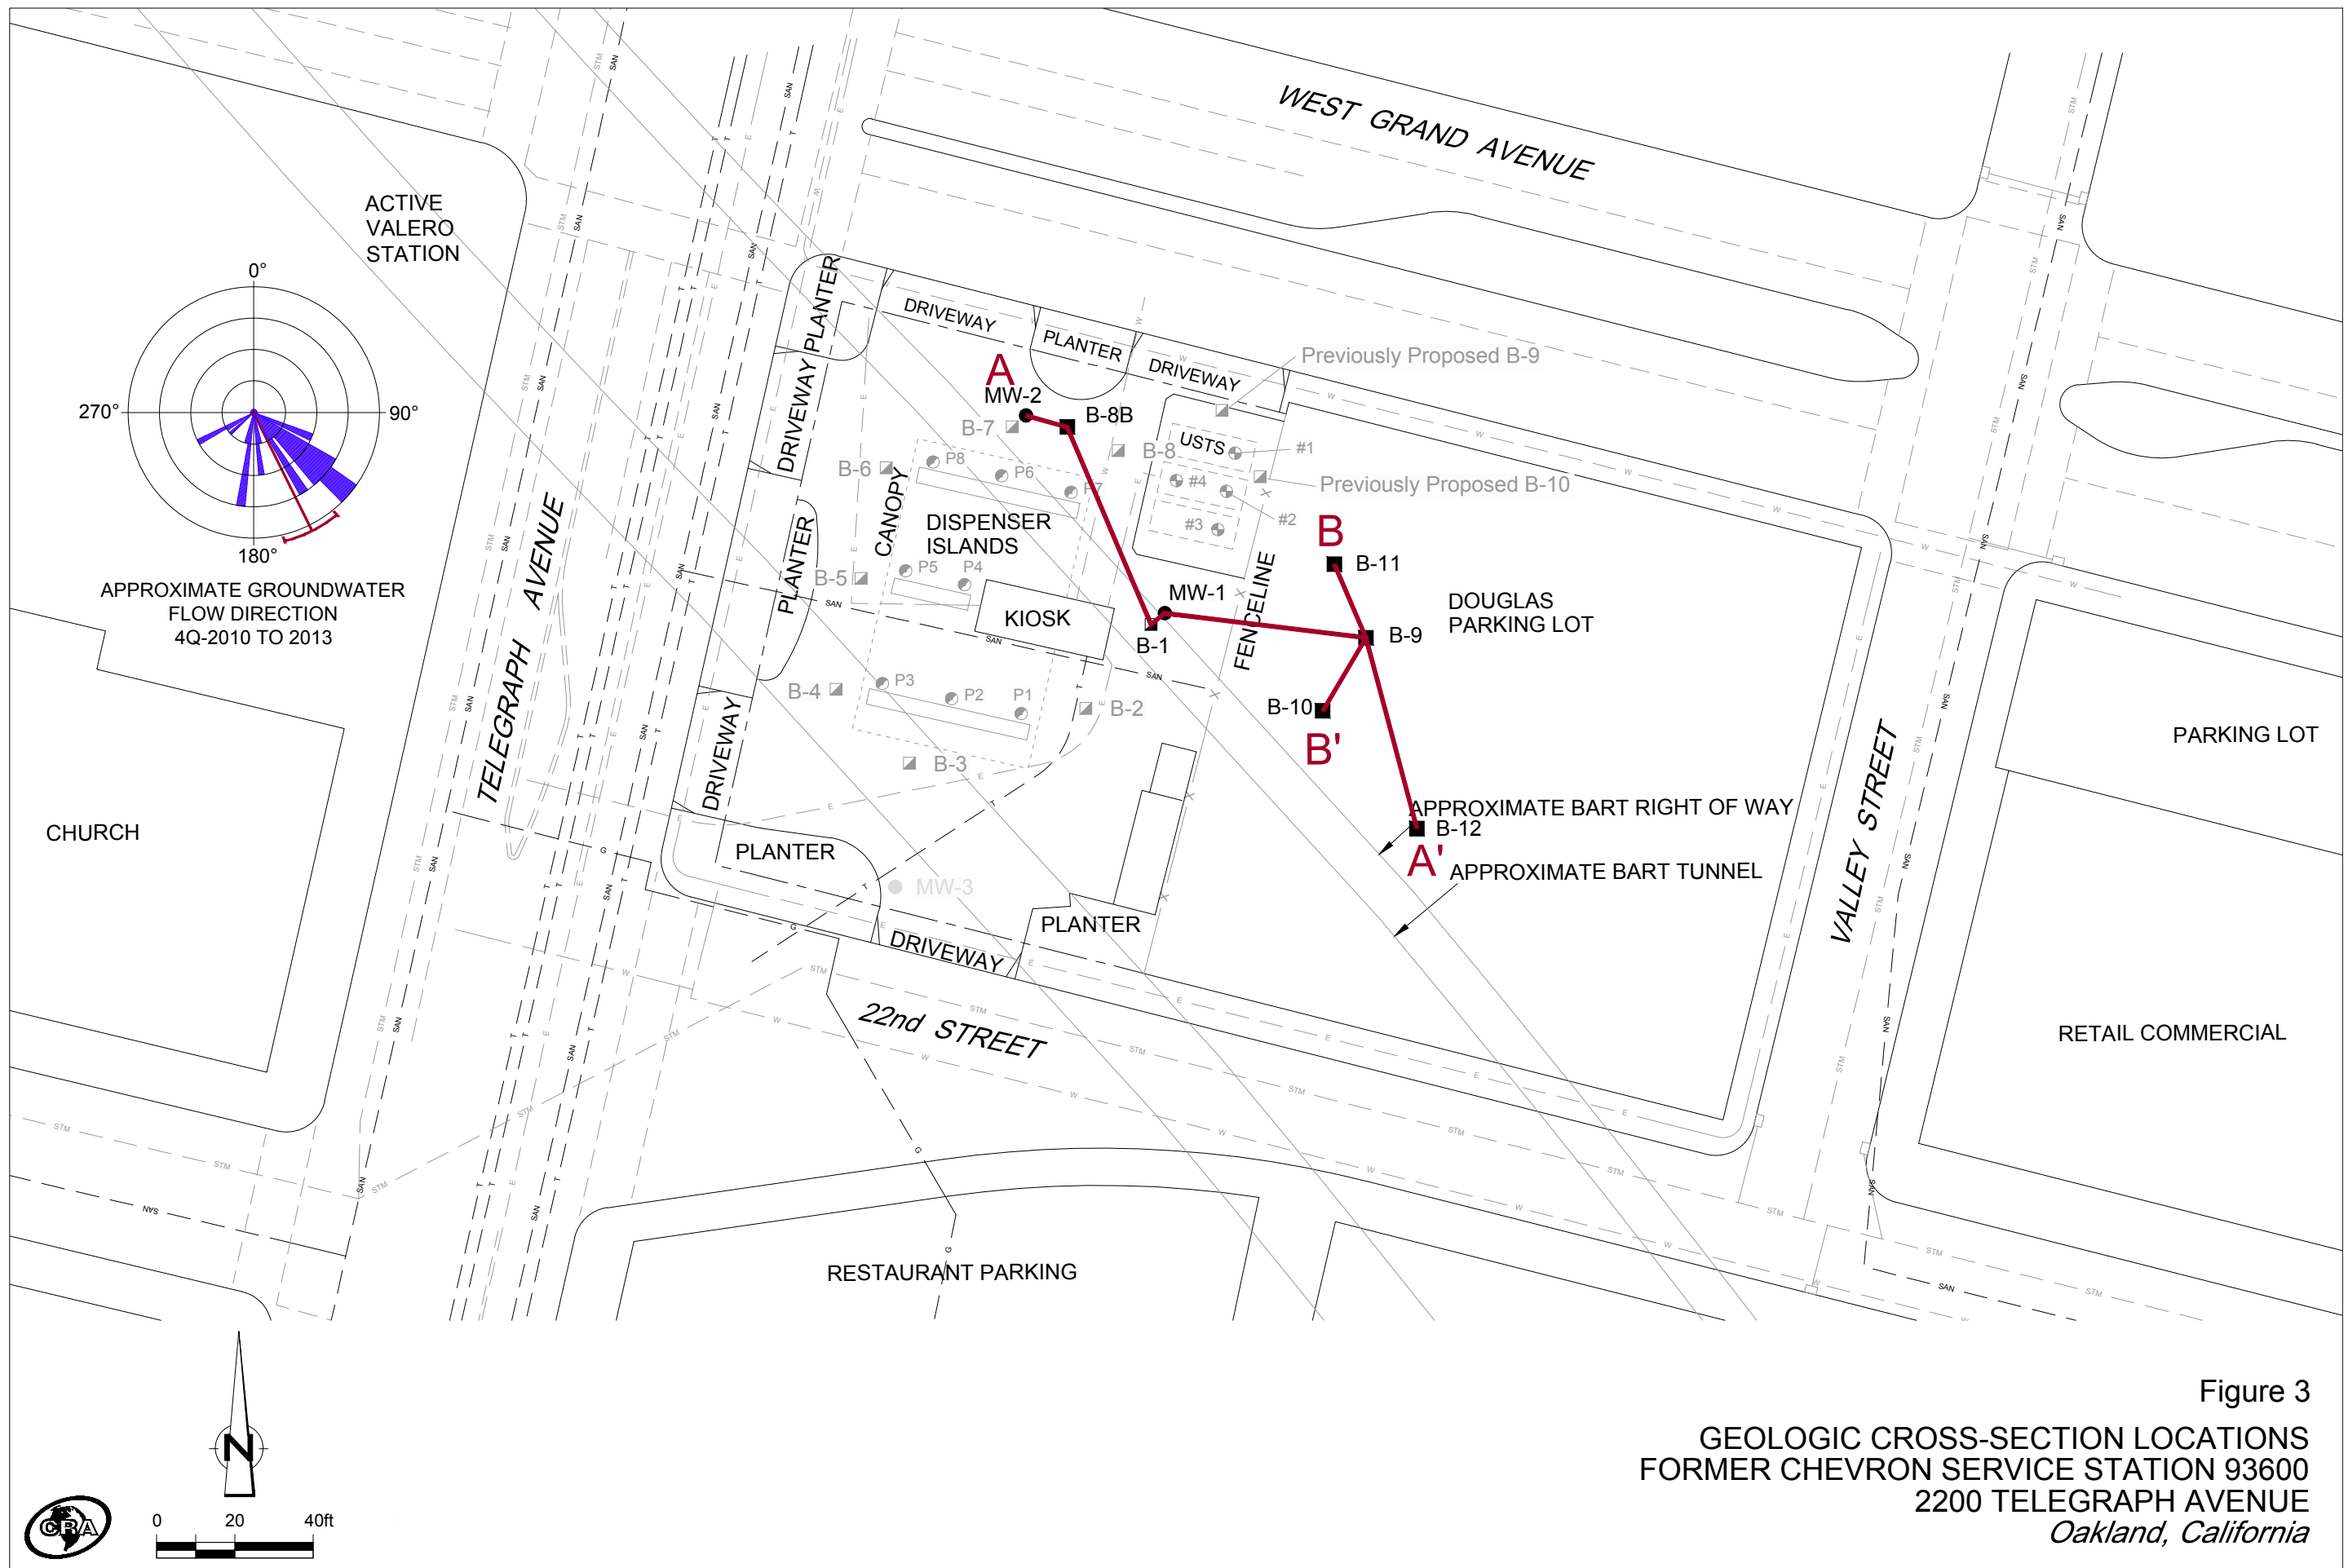 WEST GRAND AVENUE
ACTIVE
VALERO
STATION
0°
270°
90°
180°
APPROXIMATE GROUNDWATER
FLOW DIRECTION
4Q-2010 TO 2013
TELEGRAPH AVENUE
CHURCH
DRIVEWAY
PLANTER
DRIVEWAY
PLANTER
DRIVEWAY
PLANTER
DRIVEWAY
PLANTER
DRIVEWAY
Previously Proposed B-9
Previously Proposed B-10
A
MW-2
B-8B
B-7
B-8
B-6
P8
P6
P7
USTS
#1
#4
#2
#3
CANOPY
DISPENSER
ISLANDS
B-5
P5
P4
KIOSK
MW-1
B-1
FENCELINE
B
B-11
B-9
DOUGLAS
PARKING LOT
B-10
B'
B-4
P3
P2
P1
B-2
B-3
APPROXIMATE BART RIGHT OF WAY
B-12
A'
APPROXIMATE BART TUNNEL
PLANTER
MW-3
PLANTER
DRIVEWAY
22nd STREET
VALLEY STREET
PARKING LOT
RETAIL COMMERCIAL
RESTAURANT PARKING
STM
SAN
T
E
W
G
X
N
CRA
0 20 40ft
Figure 3
GEOLOGIC CROSS-SECTION LOCATIONS
FORMER CHEVRON SERVICE STATION 93600
2200 TELEGRAPH AVENUE
Oakland, California